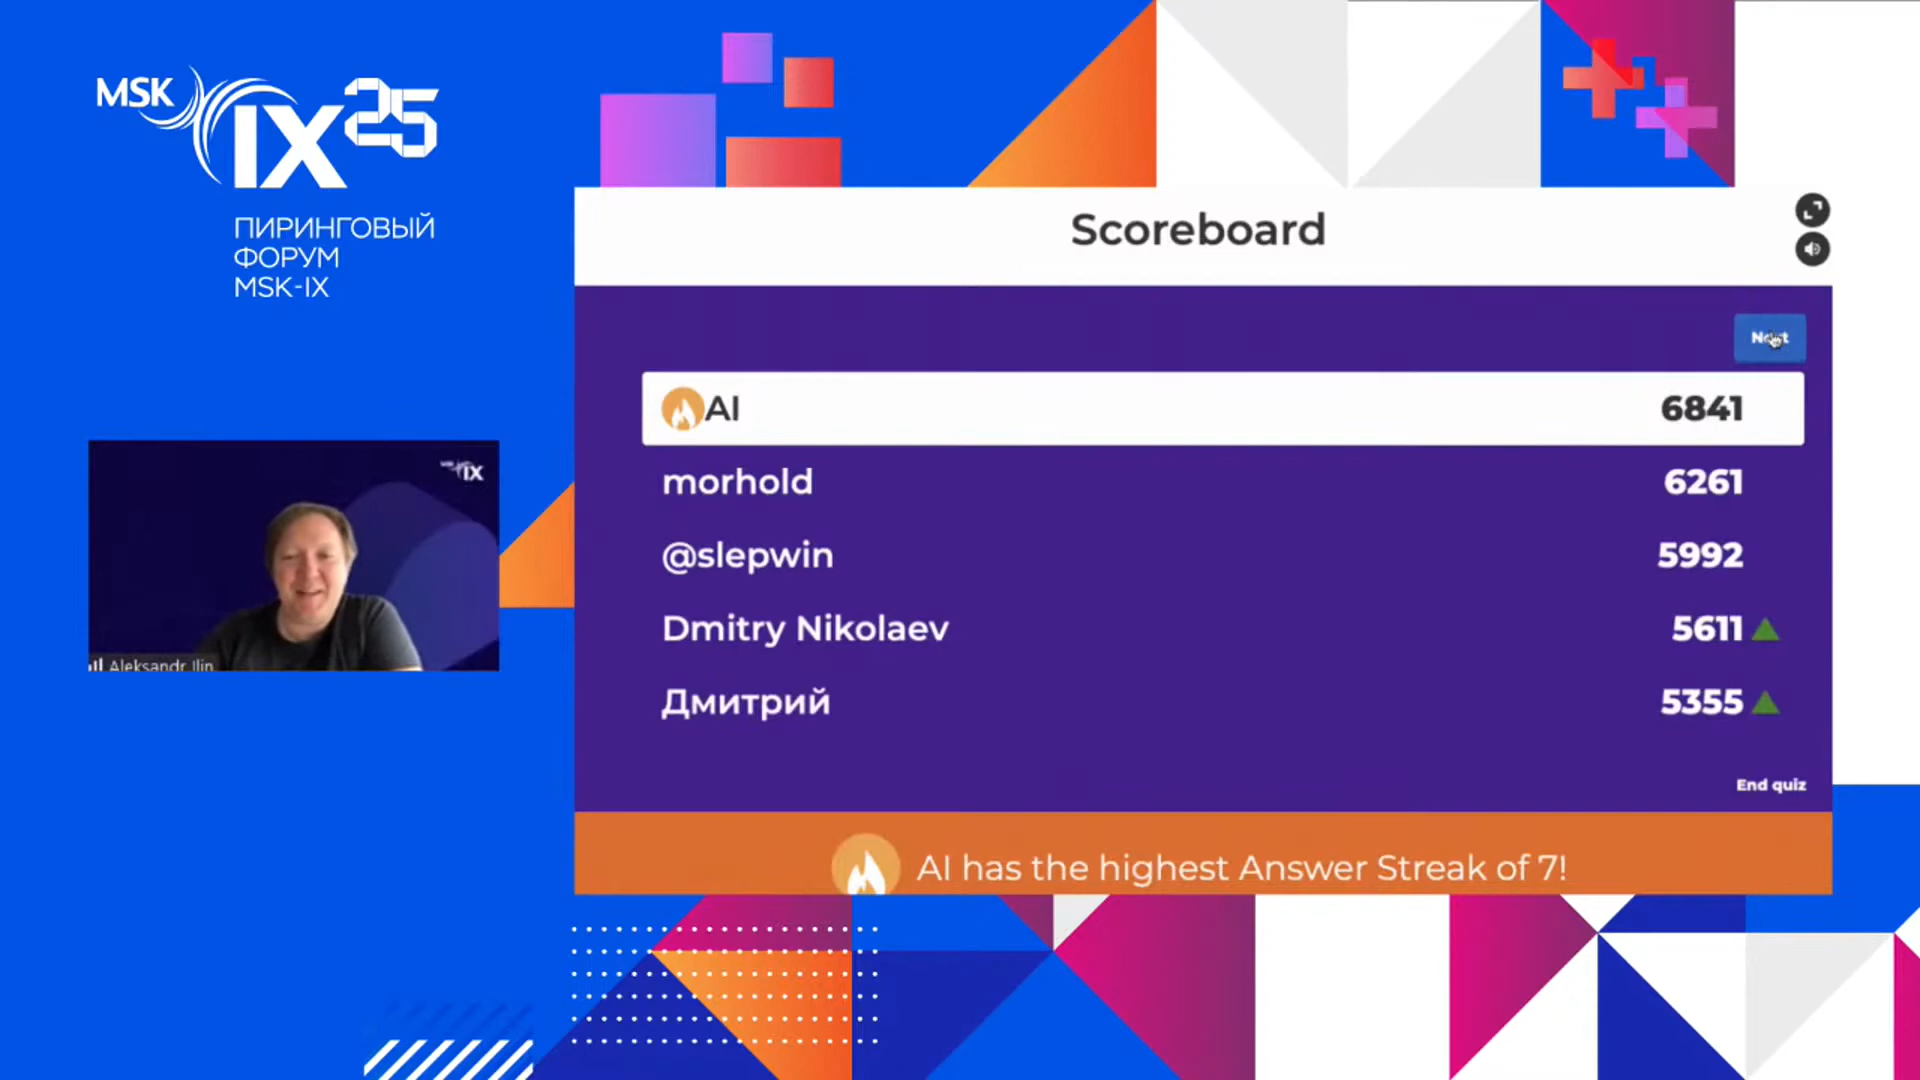 MSK
IX 25
ПИРИНГОВЫЙ
ФОРУМ
MSK-IX
Scoreboard
Next
AI 6841
morhold 6261
@slepwin 5992
Dmitry Nikolaev 5611
Дмитрий 5355
End quiz
AI has the highest Answer Streak of 7!
IX
Aleksandr Ilin